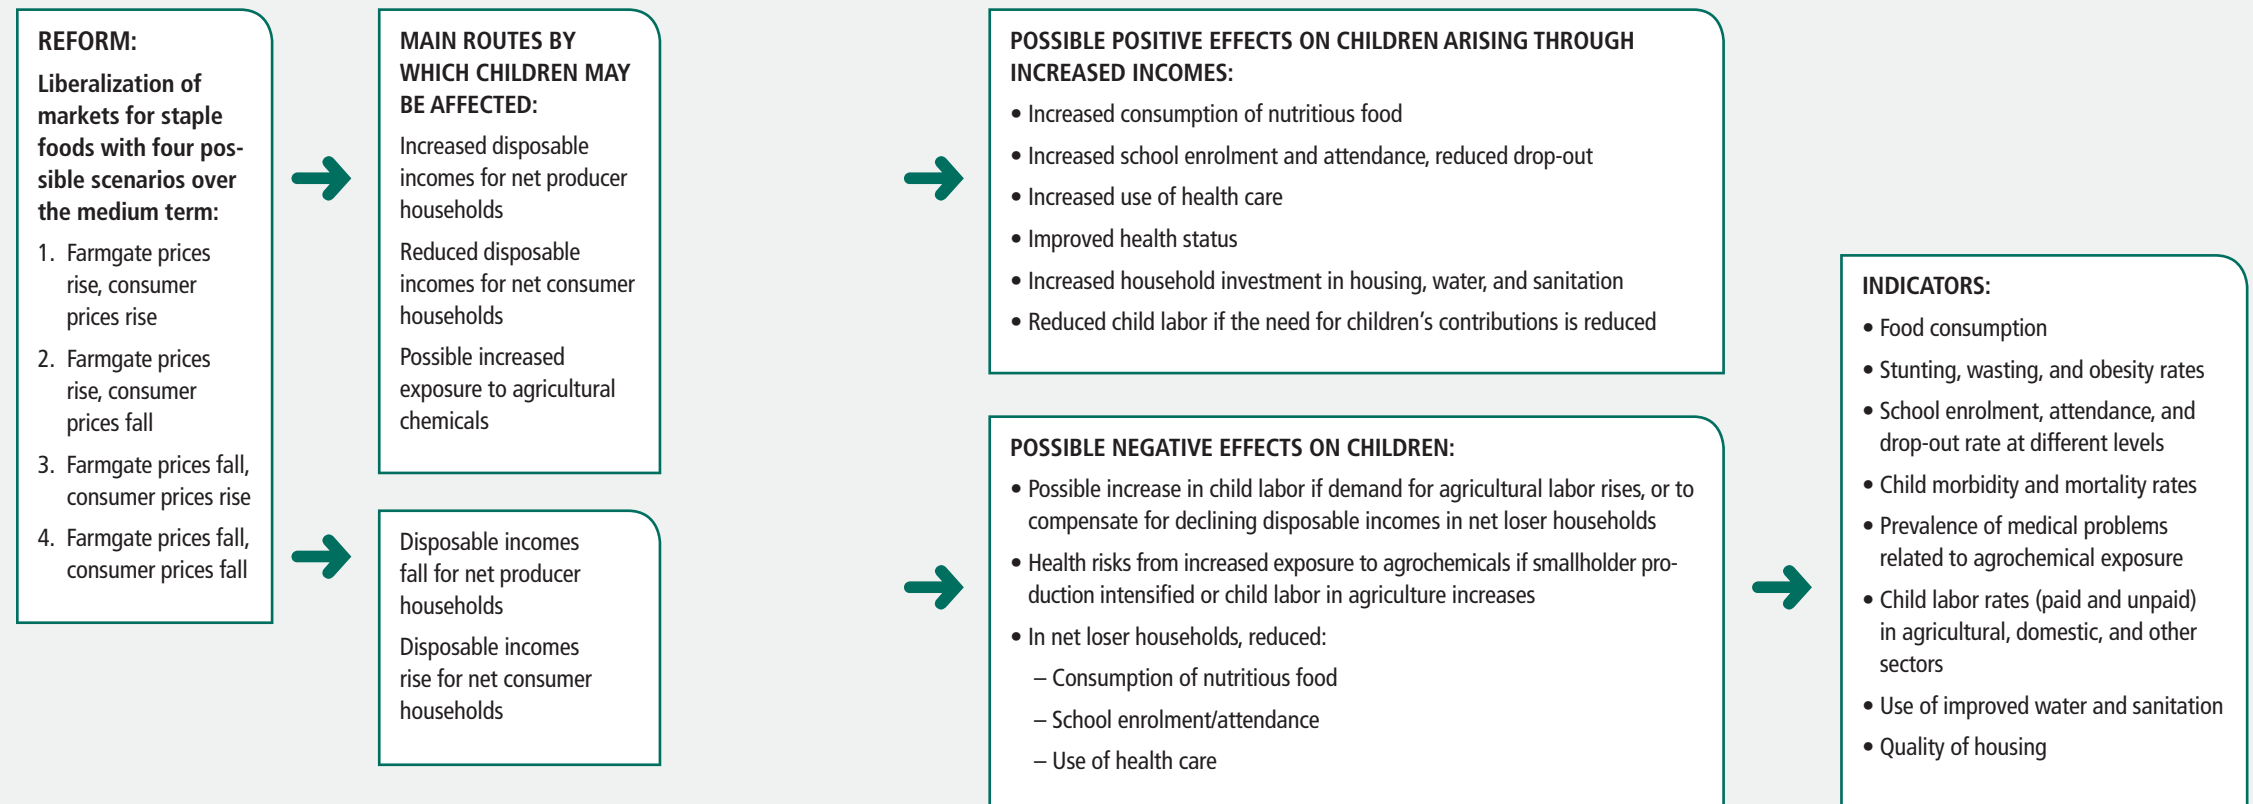 REFORM:
Liberalization of
markets for staple
foods with four pos-
sible scenarios over
the medium term:
1. Farmgate prices
rise, consumer
prices rise
2. Farmgate prices
rise, consumer
prices fall
3. Farmgate prices fall,
consumer prices rise
4. Farmgate prices fall,
consumer prices fall
MAIN ROUTES BY
WHICH CHILDREN MAY
BE AFFECTED:
Increased disposable
incomes for net producer
households
Reduced disposable
incomes for net consumer
households
Possible increased
exposure to agricultural
chemicals
Disposable incomes
fall for net producer
households
Disposable incomes
rise for net consumer
households
POSSIBLE POSITIVE EFFECTS ON CHILDREN ARISING THROUGH
INCREASED INCOMES:
• Increased consumption of nutritious food
• Increased school enrolment and attendance, reduced drop-out
• Increased use of health care
• Improved health status
• Increased household investment in housing, water, and sanitation
• Reduced child labor if the need for children’s contributions is reduced
POSSIBLE NEGATIVE EFFECTS ON CHILDREN:
• Possible increase in child labor if demand for agricultural labor rises, or to
compensate for declining disposable incomes in net loser households
• Health risks from increased exposure to agrochemicals if smallholder pro-
duction intensified or child labor in agriculture increases
• In net loser households, reduced:
– Consumption of nutritious food
– School enrolment/attendance
– Use of health care
INDICATORS:
• Food consumption
• Stunting, wasting, and obesity rates
• School enrolment, attendance, and
drop-out rate at different levels
• Child morbidity and mortality rates
• Prevalence of medical problems
related to agrochemical exposure
• Child labor rates (paid and unpaid)
in agricultural, domestic, and other
sectors
• Use of improved water and sanitation
• Quality of housing